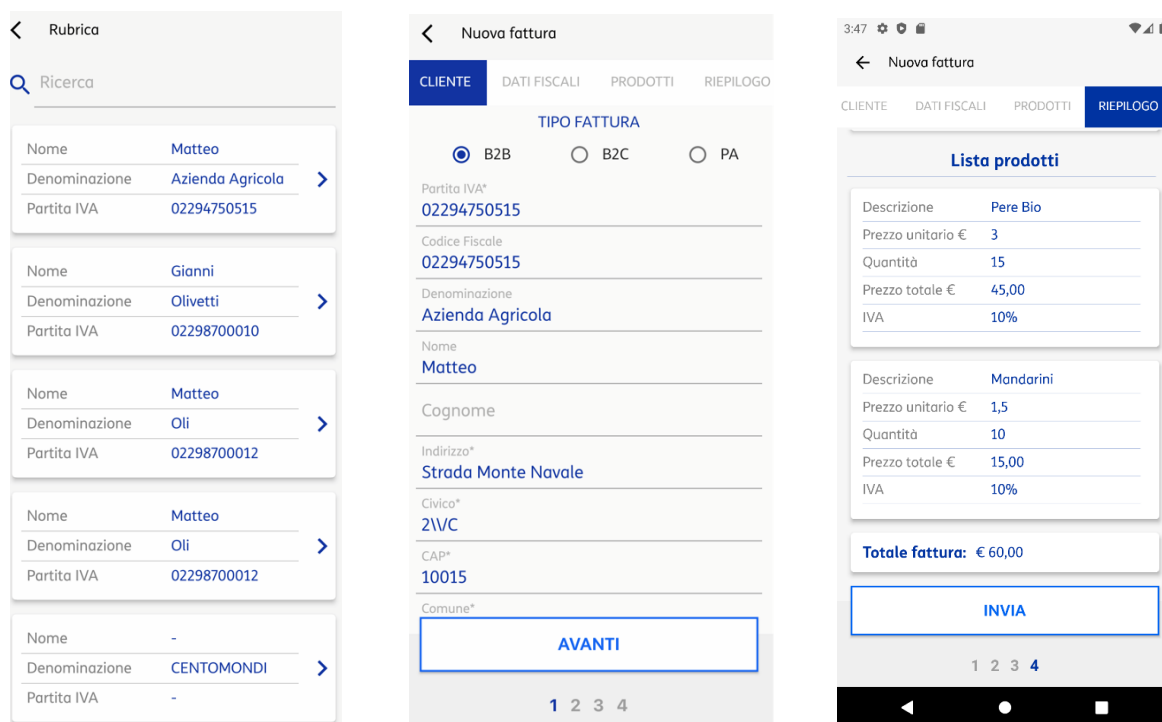 Rubrica
Ricerca
Nome Matteo
Denominazione Azienda Agricola
Partita IVA 02294750515
Nome Gianni
Denominazione Olivetti
Partita IVA 02298700010
Nome Matteo
Denominazione Oli
Partita IVA 02298700012
Nome Matteo
Denominazione Oli
Partita IVA 02298700012
Nome -
Denominazione CENTOMONDI
Partita IVA -
Nuova fattura
CLIENTE DATI FISCALI PRODOTTI RIEPILOGO
TIPO FATTURA
B2B B2C PA
Partita IVA*
02294750515
Codice Fiscale
02294750515
Denominazione
Azienda Agricola
Nome
Matteo
Cognome
Indirizzo*
Strada Monte Navale
Civico*
2\\/C
CAP*
10015
Comune*
AVANTI
1 2 3 4
3:47
Nuova fattura
CLIENTE DATI FISCALI PRODOTTI RIEPILOGO
Lista prodotti
Descrizione Pere Bio
Prezzo unitario € 3
Quantità 15
Prezzo totale € 45,00
IVA 10%
Descrizione Mandarini
Prezzo unitario € 1,5
Quantità 10
Prezzo totale € 15,00
IVA 10%
Totale fattura: € 60,00
INVIA
1 2 3 4